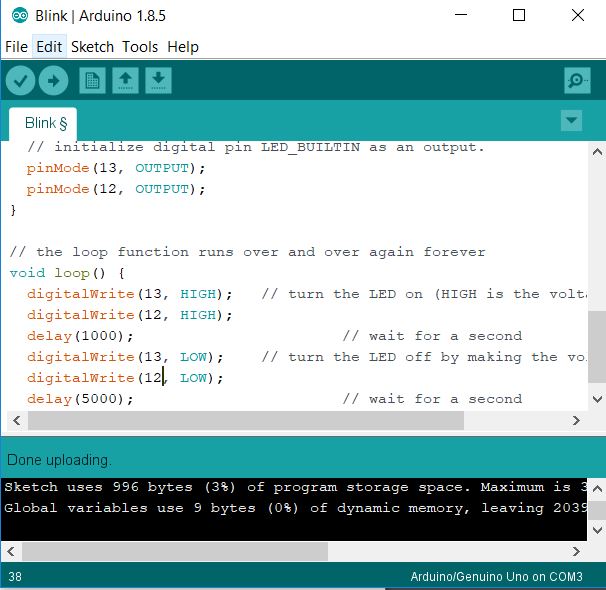 Blink | Arduino 1.8.5
File Edit Sketch Tools Help
Blink §
// initialize digital pin LED_BUILTIN as an output.
pinMode(13, OUTPUT);
pinMode(12, OUTPUT);
}
// the loop function runs over and over again forever
void loop() {
digitalWrite(13, HIGH);   // turn the LED on (HIGH is the volt
digitalWrite(12, HIGH);
delay(1000);                       // wait for a second
digitalWrite(13, LOW);    // turn the LED off by making the vo
digitalWrite(12, LOW);
delay(5000);                       // wait for a second
Done uploading.
Sketch uses 996 bytes (3%) of program storage space. Maximum is 3
Global variables use 9 bytes (0%) of dynamic memory, leaving 2039
38 Arduino/Genuino Uno on COM3